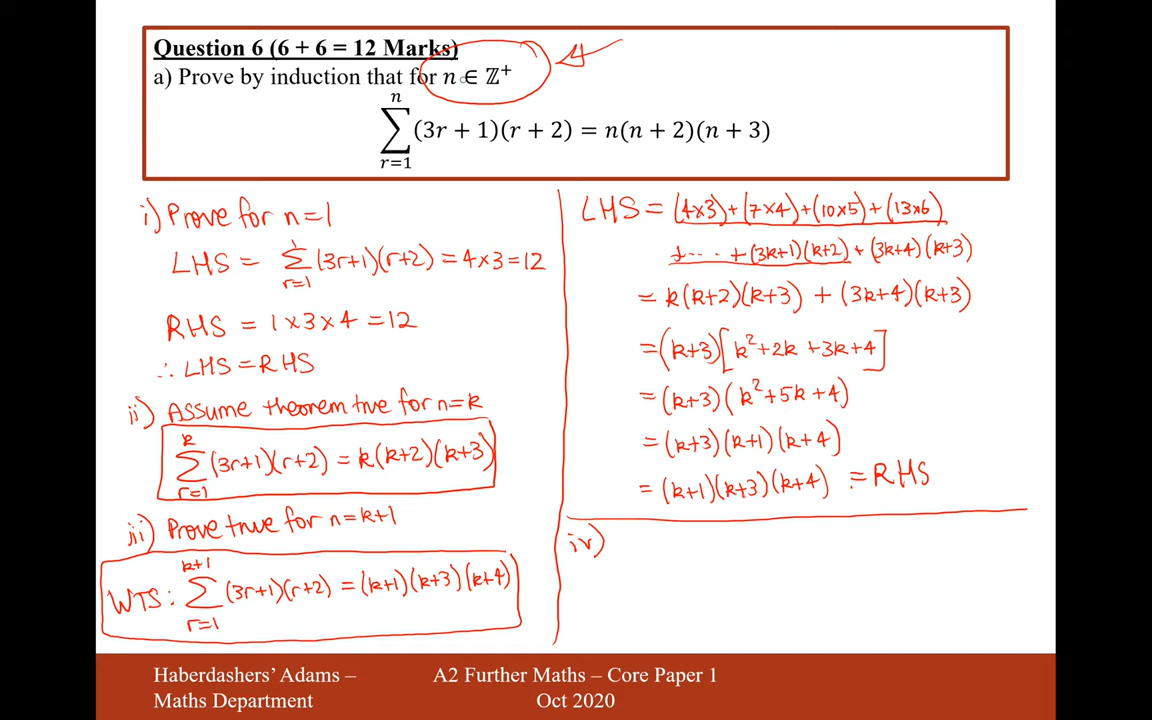 Question 6 (6 + 6 = 12 Marks)
a) Prove by induction that for n ∈ ℤ⁺
n
∑ (3r + 1)(r + 2) = n(n + 2)(n + 3)
r=1
i) Prove for n=1
LHS = 1∑r=1 (3r+1)(r+2) = 4×3 = 12
RHS = 1×3×4 = 12
∴ LHS = RHS
ii) Assume theorem true for n=k
k
∑ (3r+1)(r+2) = k(k+2)(k+3)
r=1
iii) Prove true for n=k+1
k+1
WTS: ∑ (3r+1)(r+2) = (k+1)(k+3)(k+4)
r=1
LHS = (4×3)+(7×4)+(10×5)+(13×6)
+ ... + (3k+1)(k+2) + (3k+4)(k+3)
= k(k+2)(k+3) + (3k+4)(k+3)
= (k+3)[k²+2k+3k+4]
= (k+3)(k²+5k+4)
= (k+3)(k+1)(k+4)
= (k+1)(k+3)(k+4) = RHS
iv)
Haberdashers’ Adams –
Maths Department
A2 Further Maths – Core Paper 1
Oct 2020